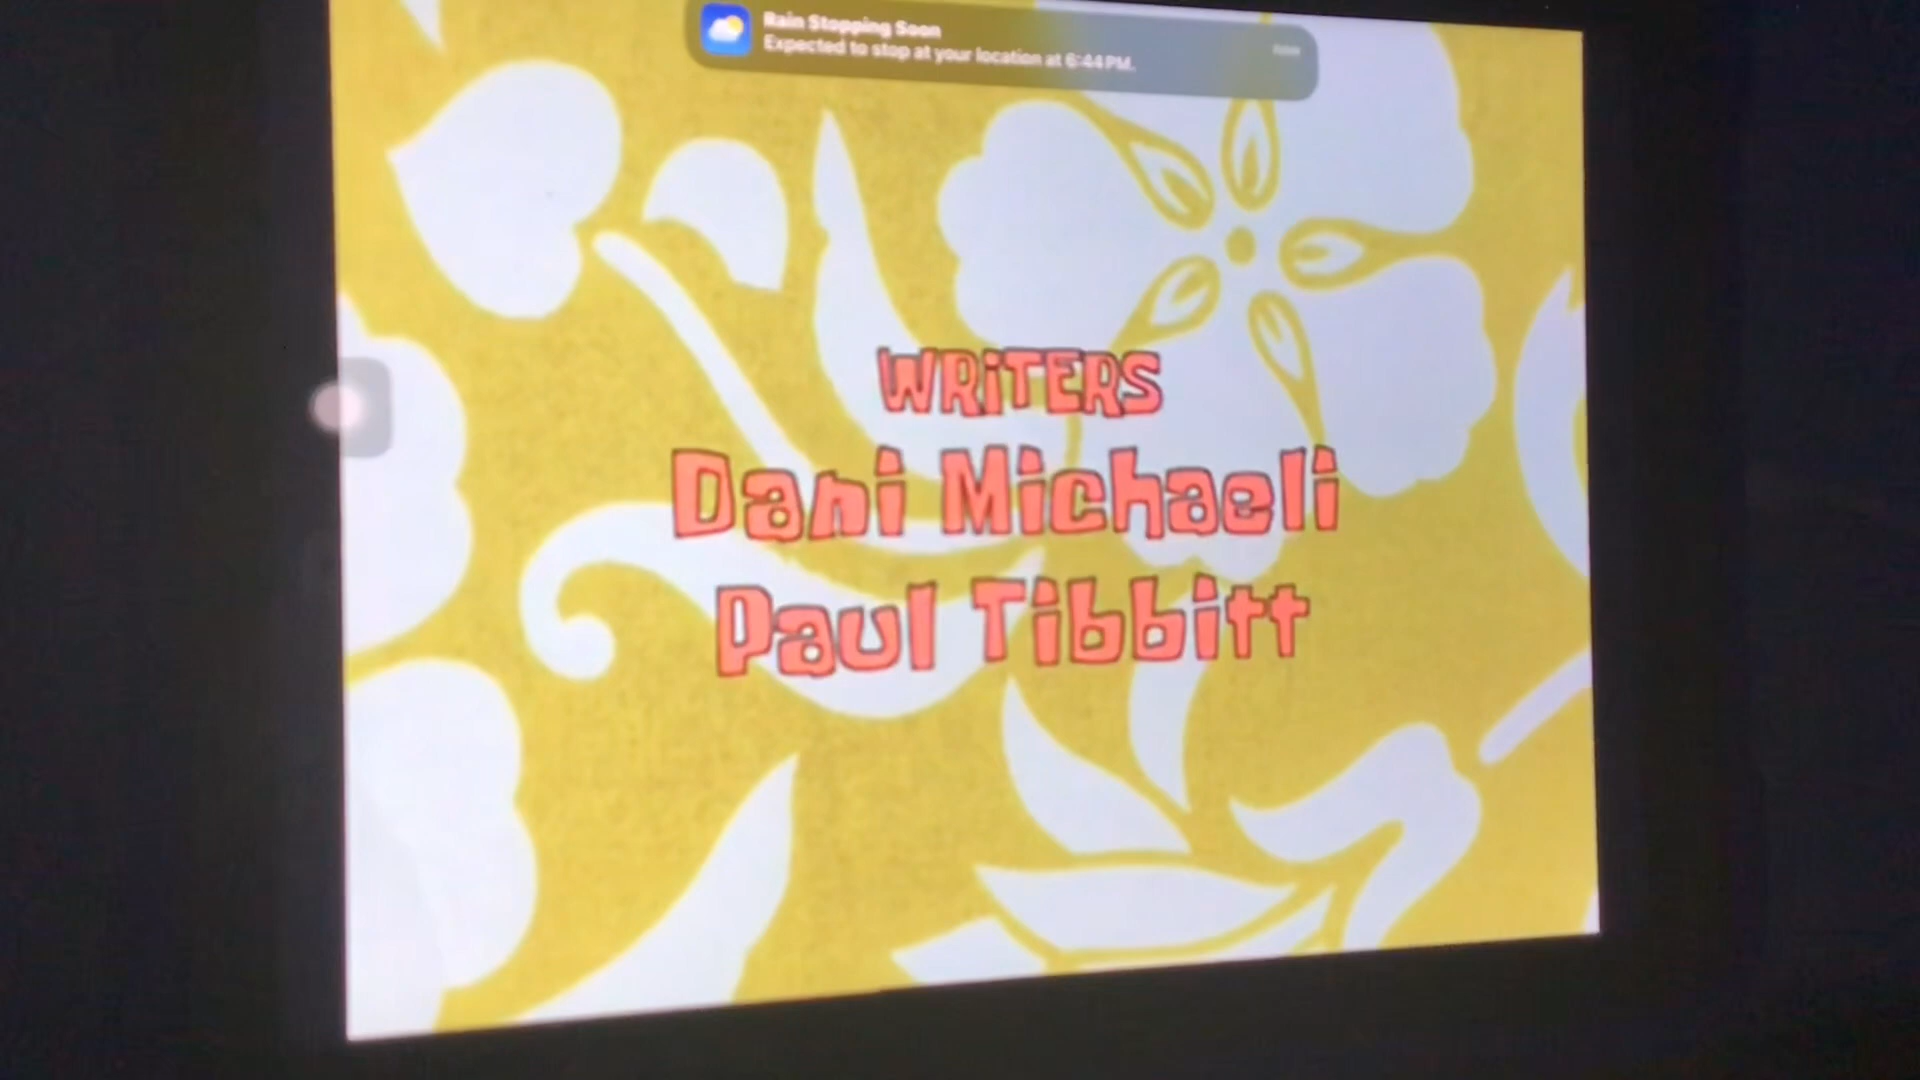 Rain Stopping Soon
Expected to stop at your location at 6:44 PM.
WRiTERS
Dani Michaeli
Paul Tibbitt